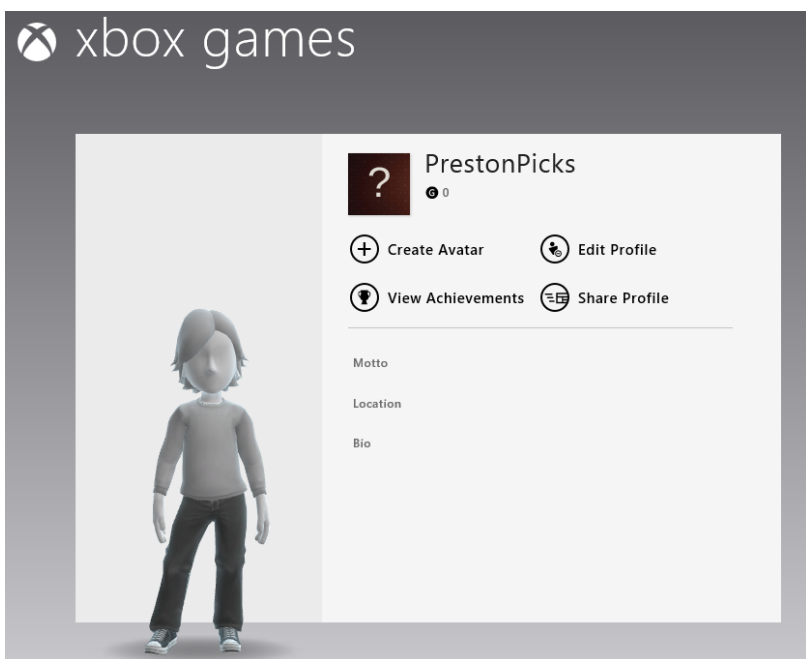 xbox games
?
PrestonPicks
G 0
Create Avatar
Edit Profile
View Achievements
Share Profile
Motto
Location
Bio